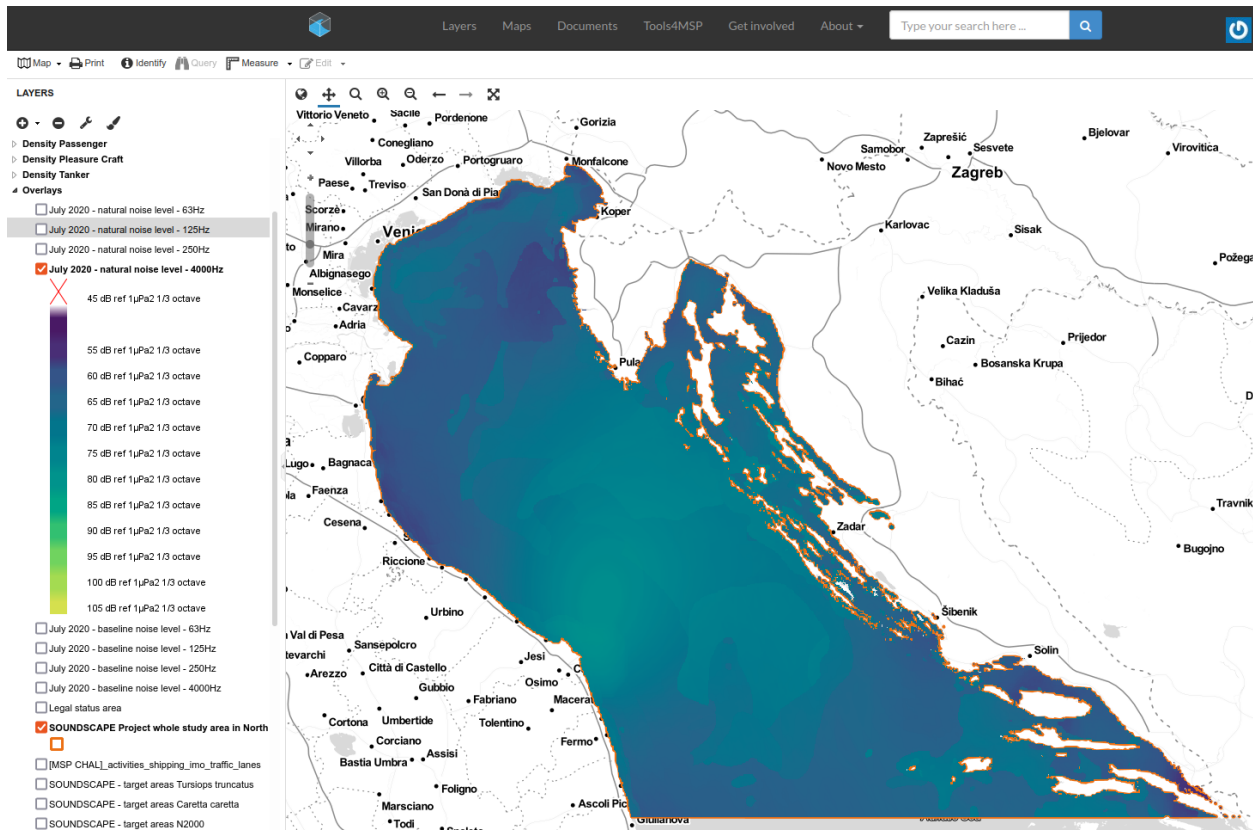 Layers Maps Documents Tools4MSP Get involved About
Type your search here ...
Map Print Identify Query Measure Edit
LAYERS
Density Passenger
Density Pleasure Craft
Density Tanker
Overlays
July 2020 - natural noise level - 63Hz
July 2020 - natural noise level - 125Hz
July 2020 - natural noise level - 250Hz
July 2020 - natural noise level - 4000Hz
45 dB ref 1µPa2 1/3 octave
55 dB ref 1µPa2 1/3 octave
60 dB ref 1µPa2 1/3 octave
65 dB ref 1µPa2 1/3 octave
70 dB ref 1µPa2 1/3 octave
75 dB ref 1µPa2 1/3 octave
80 dB ref 1µPa2 1/3 octave
85 dB ref 1µPa2 1/3 octave
90 dB ref 1µPa2 1/3 octave
95 dB ref 1µPa2 1/3 octave
100 dB ref 1µPa2 1/3 octave
105 dB ref 1µPa2 1/3 octave
July 2020 - baseline noise level - 63Hz
July 2020 - baseline noise level - 125Hz
July 2020 - baseline noise level - 250Hz
July 2020 - baseline noise level - 4000Hz
Legal status area
SOUNDSCAPE Project whole study area in North
[MSP CHAL]_activities_shipping_imo_traffic_lanes
SOUNDSCAPE - target areas Tursiops truncatus
SOUNDSCAPE - target areas Caretta caretta
SOUNDSCAPE - target areas N2000
Vittorio Veneto
Sacile
Pordenone
Gorizia
Conegliano
Villorba
Oderzo
Portogruaro
Monfalcone
Paese
Treviso
San Donà di Pia
Scorzè
Koper
Mirano
Veni
Mira
Albignasego
Monselice
Cavarz
Adria
Copparo
Pula
Lugo
Bagnaca
Faenza
Cesena
Riccione
Urbino
Val di Pesa
Sansepolcro
tevarchi
Jesi
Arezzo
Città di Castello
Osimo
Gubbio
Fabriano
Macerat
Cortona
Umbertide
Tolentino
Corciano
Fermo
Bastia Umbra
Assisi
Foligno
Marsciano
Ascoli Pic
Todi
Giulianova
Zaprešić
Bjelovar
Samobor
Sesvete
Virovitica
Novo Mesto
Zagreb
Karlovac
Sisak
Požega
Velika Kladuša
Cazin
Prijedor
Bosanska Krupa
Bihać
Travnik
Zadar
Bugojno
Šibenik
Solin